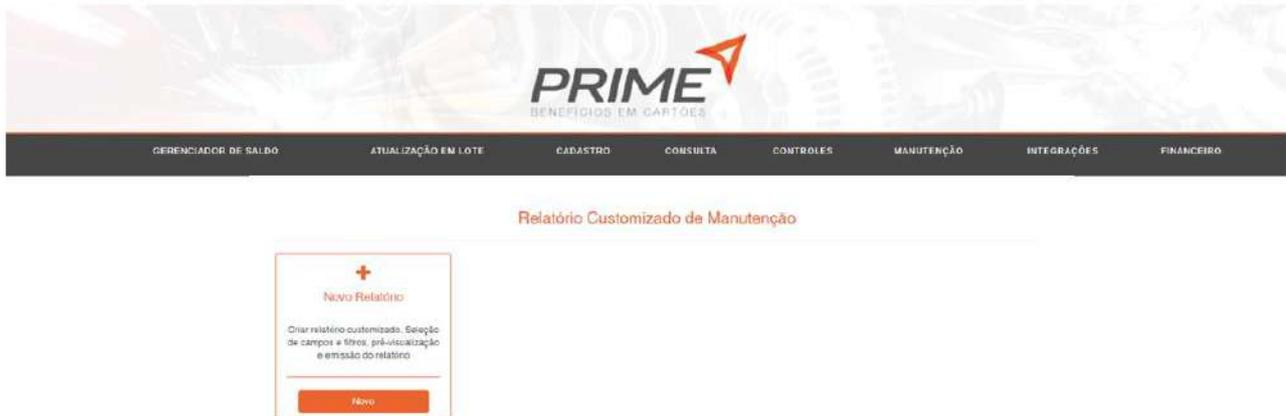 PRIME
BENEFÍCIOS EM CARTÕES
GERENCIADOR DE SALDO ATUALIZAÇÃO EM LOTE CADASTRO CONSULTA CONTROLES MANUTENÇÃO INTEGRAÇÕES FINANCEIRO
Relatório Customizado de Manutenção
+
Novo Relatório
Criar relatório customizado. Seleção
de campos e filtros, pré-visualização
e emissão do relatório
Novo